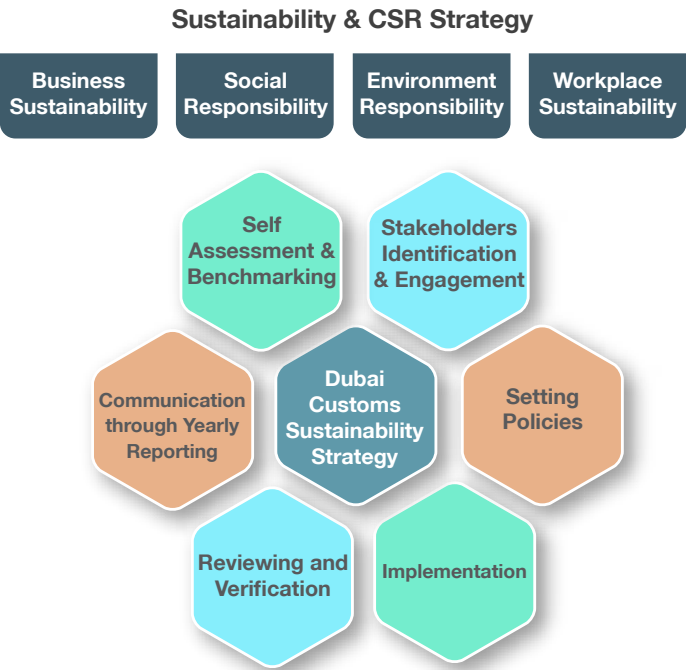 Sustainability & CSR Strategy
Business
Sustainability
Social
Responsibility
Environment
Responsibility
Workplace
Sustainability
Self
Assessment &
Benchmarking
Stakeholders
Identification
& Engagement
Communication
through Yearly
Reporting
Dubai
Customs
Sustainability
Strategy
Setting
Policies
Reviewing and
Verification
Implementation